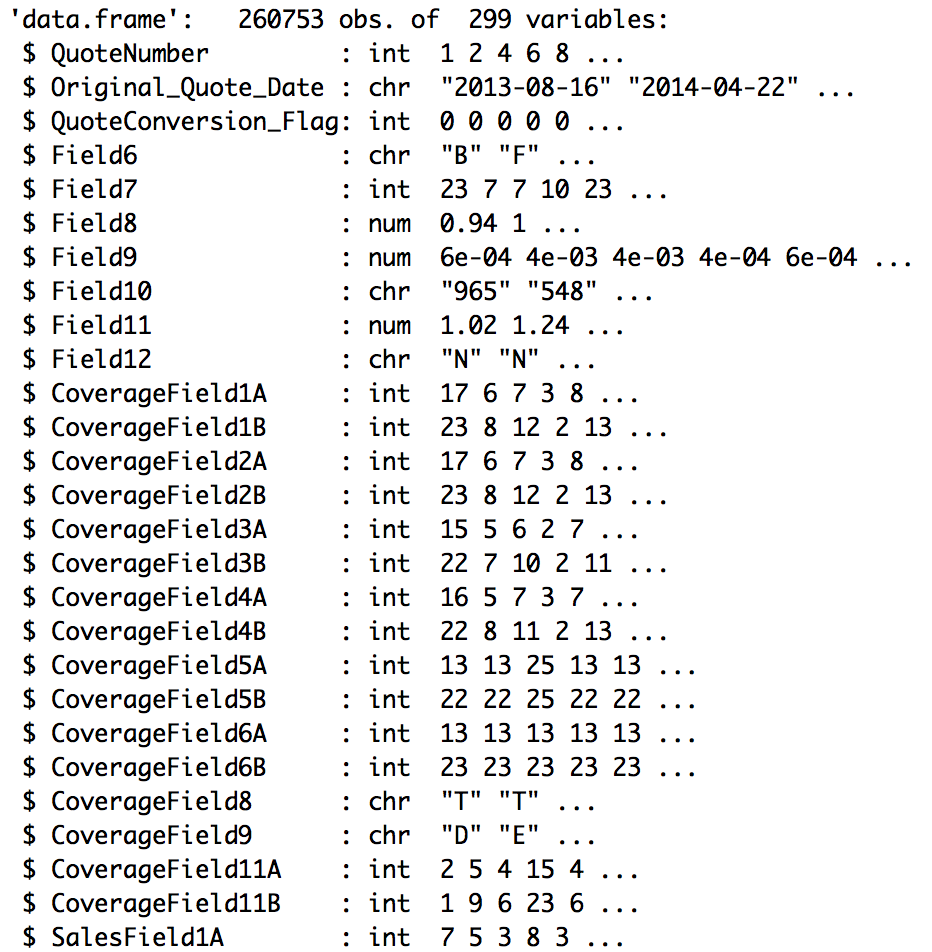 'data.frame':   260753 obs. of  299 variables:
 $ QuoteNumber         : int  1 2 4 6 8 ...
 $ Original_Quote_Date : chr  "2013-08-16" "2014-04-22" ...
 $ QuoteConversion_Flag: int  0 0 0 0 0 ...
 $ Field6              : chr  "B" "F" ...
 $ Field7              : int  23 7 7 10 23 ...
 $ Field8              : num  0.94 1 ...
 $ Field9              : num  6e-04 4e-03 4e-03 4e-04 6e-04 ...
 $ Field10             : chr  "965" "548" ...
 $ Field11             : num  1.02 1.24 ...
 $ Field12             : chr  "N" "N" ...
 $ CoverageField1A     : int  17 6 7 3 8 ...
 $ CoverageField1B     : int  23 8 12 2 13 ...
 $ CoverageField2A     : int  17 6 7 3 8 ...
 $ CoverageField2B     : int  23 8 12 2 13 ...
 $ CoverageField3A     : int  15 5 6 2 7 ...
 $ CoverageField3B     : int  22 7 10 2 11 ...
 $ CoverageField4A     : int  16 5 7 3 7 ...
 $ CoverageField4B     : int  22 8 11 2 13 ...
 $ CoverageField5A     : int  13 13 25 13 13 ...
 $ CoverageField5B     : int  22 22 25 22 22 ...
 $ CoverageField6A     : int  13 13 13 13 13 ...
 $ CoverageField6B     : int  23 23 23 23 23 ...
 $ CoverageField8      : chr  "T" "T" ...
 $ CoverageField9      : chr  "D" "E" ...
 $ CoverageField11A    : int  2 5 4 15 4 ...
 $ CoverageField11B    : int  1 9 6 23 6 ...
 $ SalesField1A        : int  7 5 3 8 3 ...